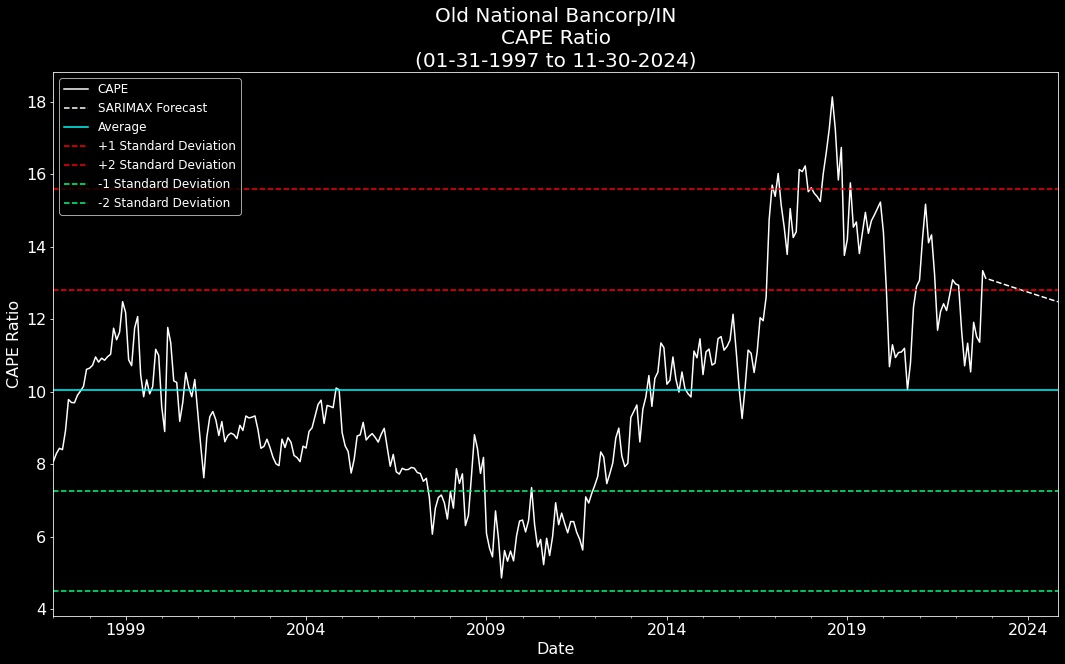 Old National Bancorp/IN
CAPE Ratio
(01-31-1997 to 11-30-2024)
CAPE
SARIMAX Forecast
Average
+1 Standard Deviation
+2 Standard Deviation
-1 Standard Deviation
-2 Standard Deviation
CAPE Ratio
18
16
14
12
10
8
6
4
1999
2004
2009
2014
2019
2024
Date